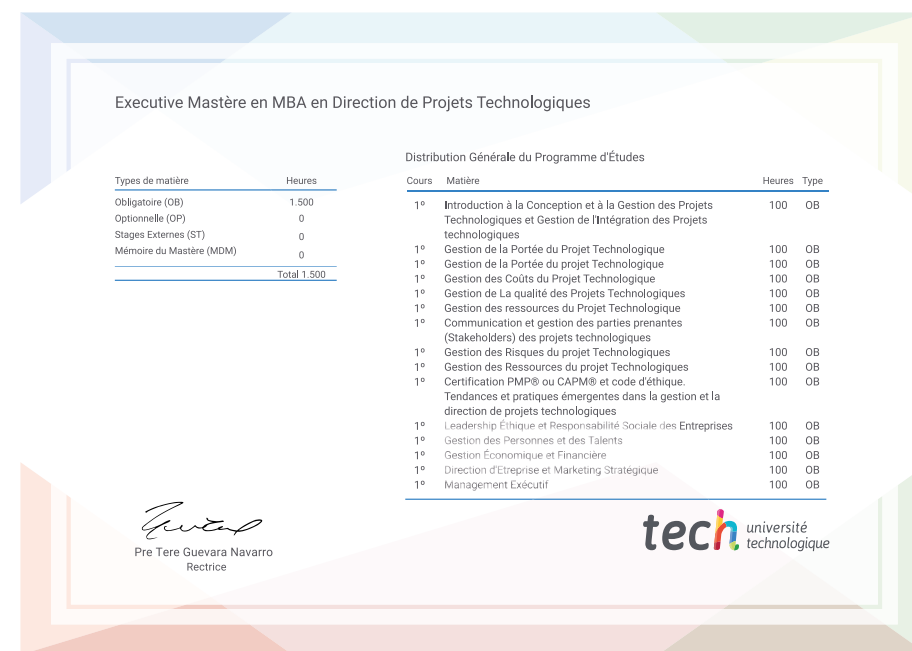 Executive Mastère en MBA en Direction de Projets Technologiques
Types de matière Heures
Obligatoire (OB) 1.500
Optionnelle (OP) 0
Stages Externes (ST) 0
Mémoire du Mastère (MDM) 0
Total 1.500
Distribution Générale du Programme d'Études
Cours Matière Heures Type
1º Introduction à la Conception et à la Gestion des Projets 100 OB
Technologiques et Gestion de l'Intégration des Projets
technologiques
1º Gestion de la Portée du Projet Technologique 100 OB
1º Gestion de la Portée du projet Technologique 100 OB
1º Gestion des Coûts du Projet Technologique 100 OB
1º Gestion de La qualité des Projets Technologiques 100 OB
1º Gestion des ressources du Projet Technologique 100 OB
1º Communication et gestion des parties prenantes 100 OB
(Stakeholders) des projets technologiques
1º Gestion des Risques du projet Technologiques 100 OB
1º Gestion des Ressources du projet Technologiques 100 OB
1º Certification PMP® ou CAPM® et code d'éthique. 100 OB
Tendances et pratiques émergentes dans la gestion et la
direction de projets technologiques
1º Leadership Éthique et Responsabilité Sociale des Entreprises 100 OB
1º Gestion des Personnes et des Talents 100 OB
1º Gestion Économique et Financière 100 OB
1º Direction d'Etreprise et Marketing Stratégique 100 OB
1º Management Exécutif 100 OB
Pre Tere Guevara Navarro
Rectrice
tech université
technologique